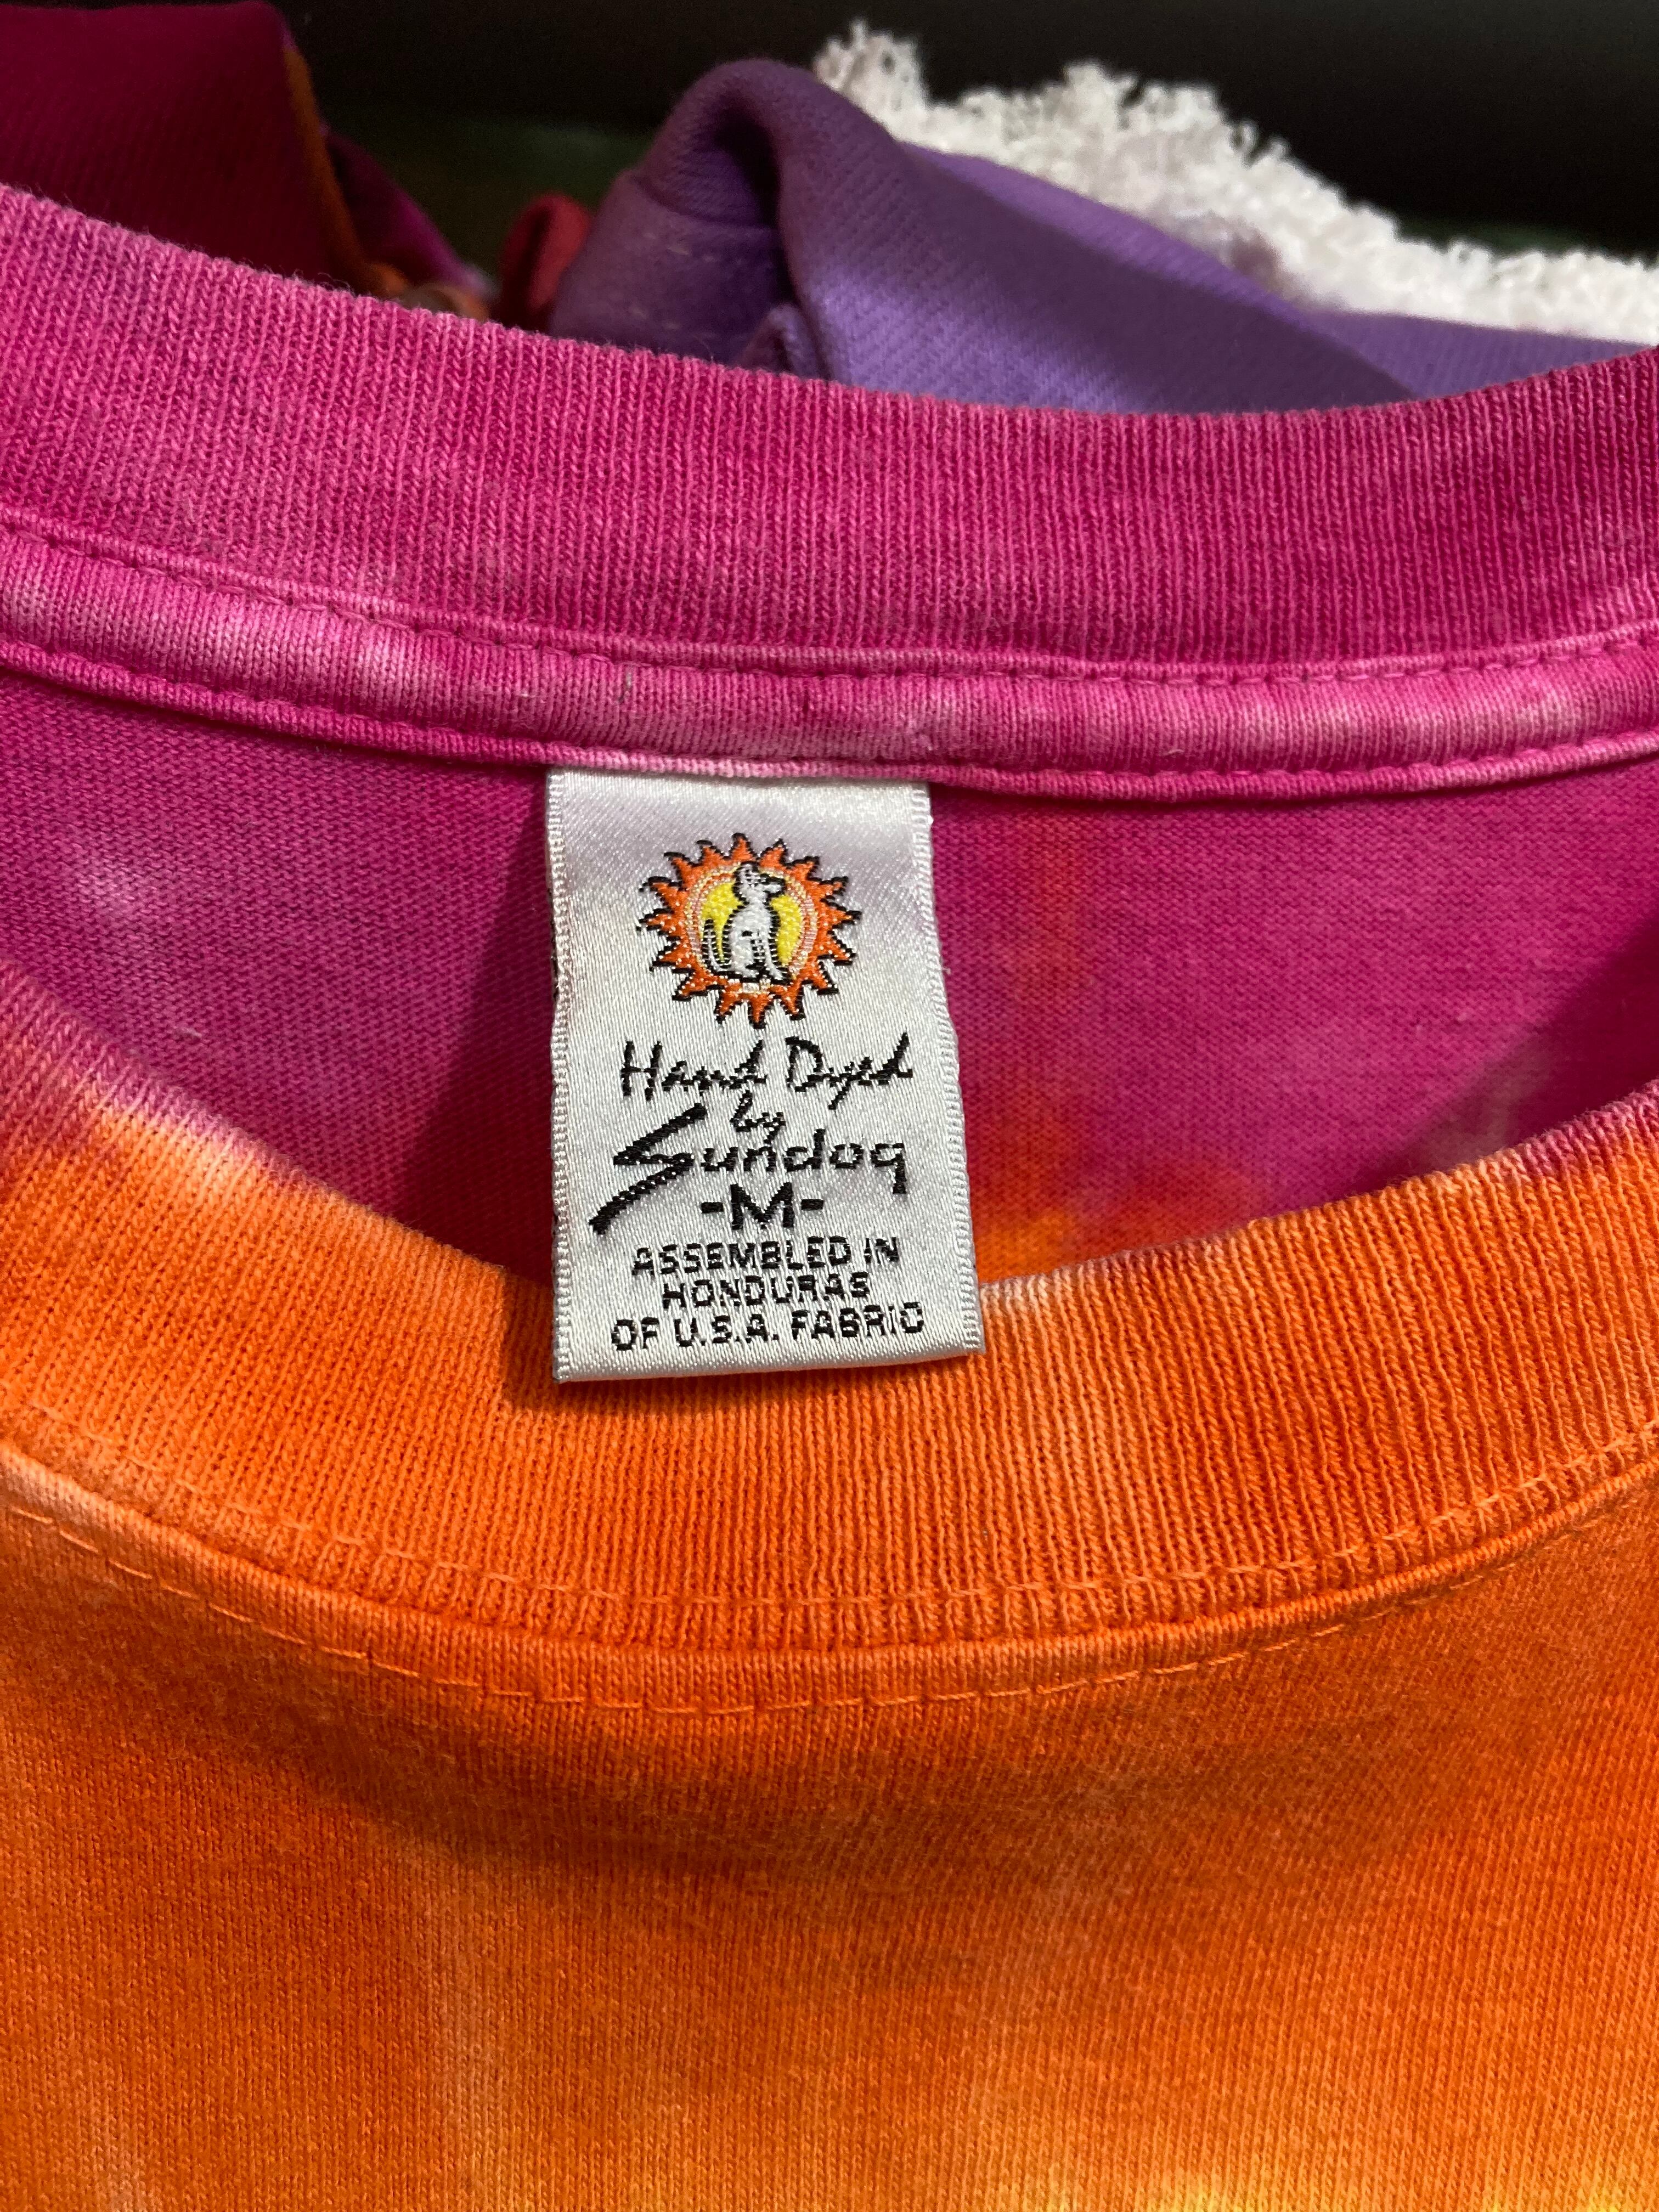 Hand Dyed
by
Sundog
-M-
ASSEMBLED IN
HONDURAS
OF U.S.A. FABRIC